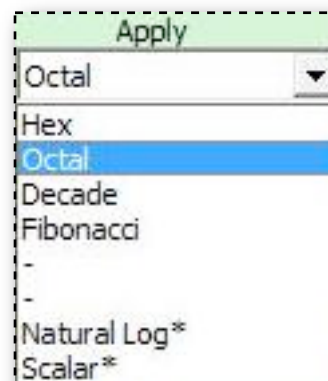 Apply
Octal
Hex
Octal
Decade
Fibonacci
-
-
Natural Log*
Scalar*